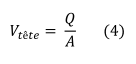 V_tête = Q/A (4)